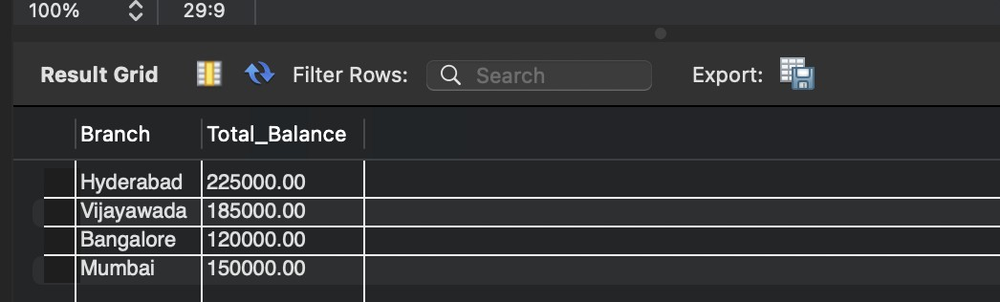 100% 29:9
Result Grid Filter Rows: Search Export:
Branch Total_Balance
Hyderabad 225000.00
Vijayawada 185000.00
Bangalore 120000.00
Mumbai 150000.00